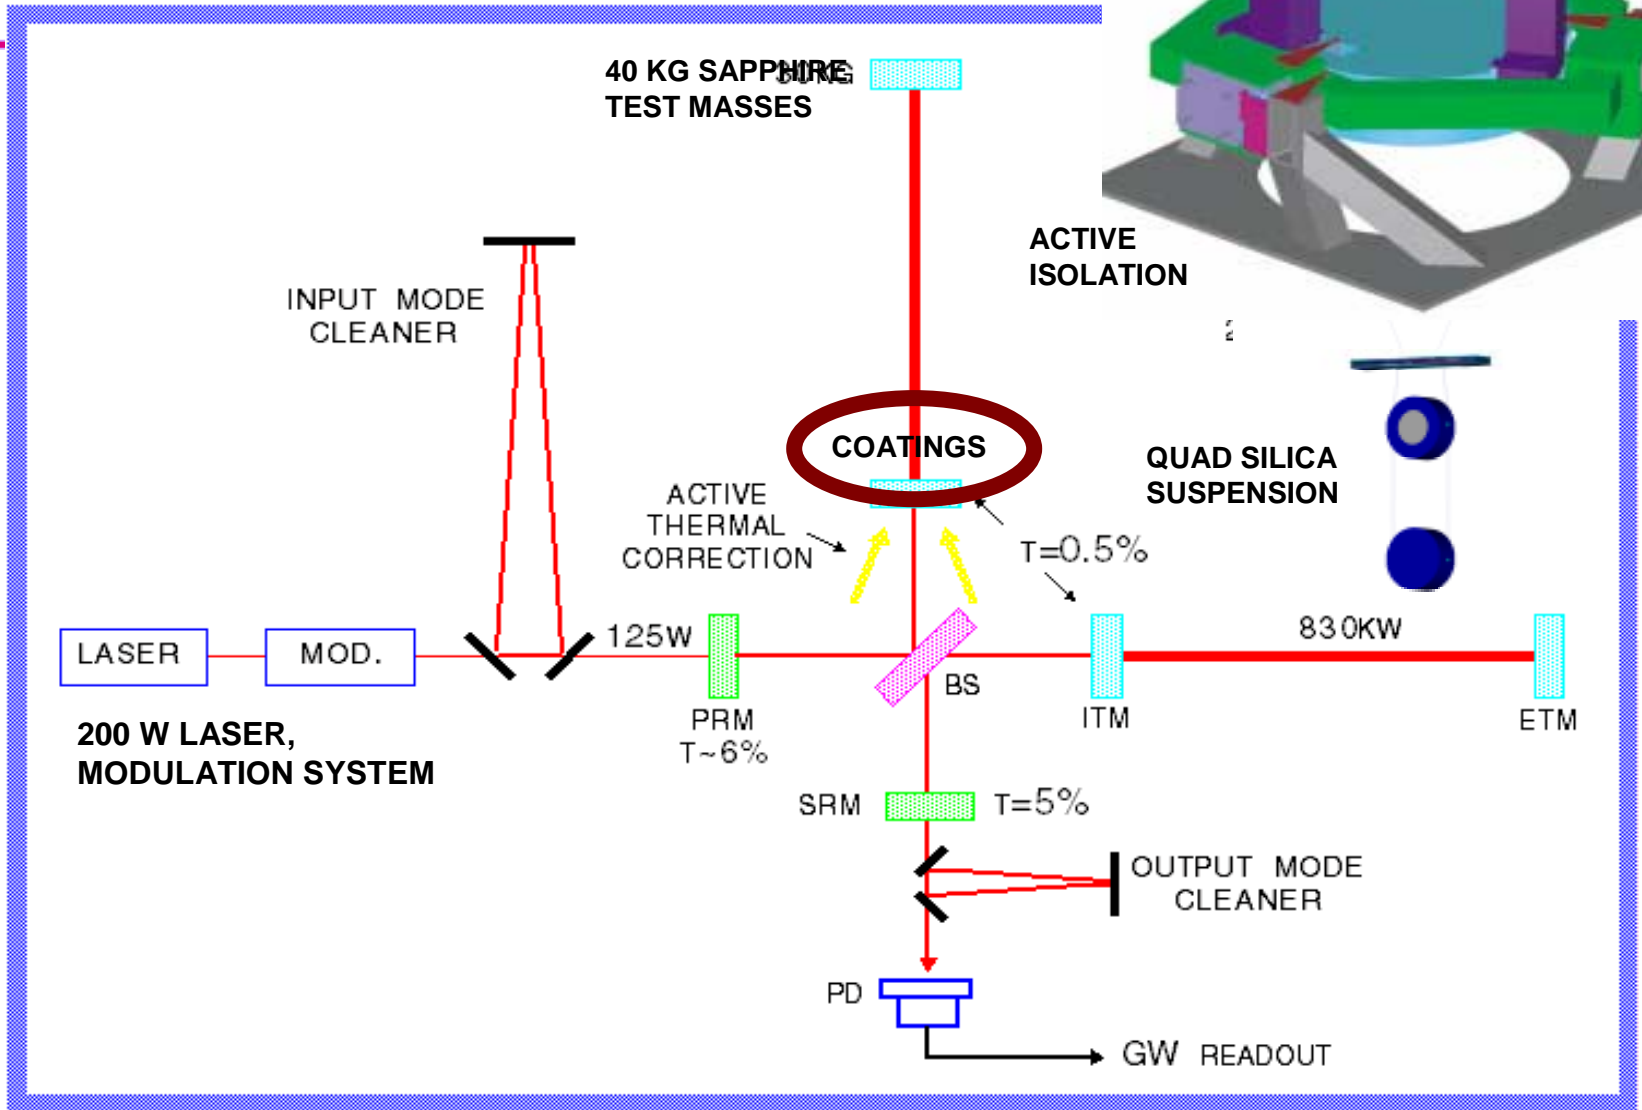 40 KG SAPPHIRE
TEST MASSES
ACTIVE
ISOLATION
INPUT MODE
CLEANER
COATINGS
QUAD SILICA
SUSPENSION
ACTIVE
THERMAL
CORRECTION
T=0.5%
LASER
MOD.
125W
830KW
BS
PRM
T~6%
ITM
ETM
200 W LASER,
MODULATION SYSTEM
SRM
T=5%
OUTPUT MODE
CLEANER
PD
GW READOUT